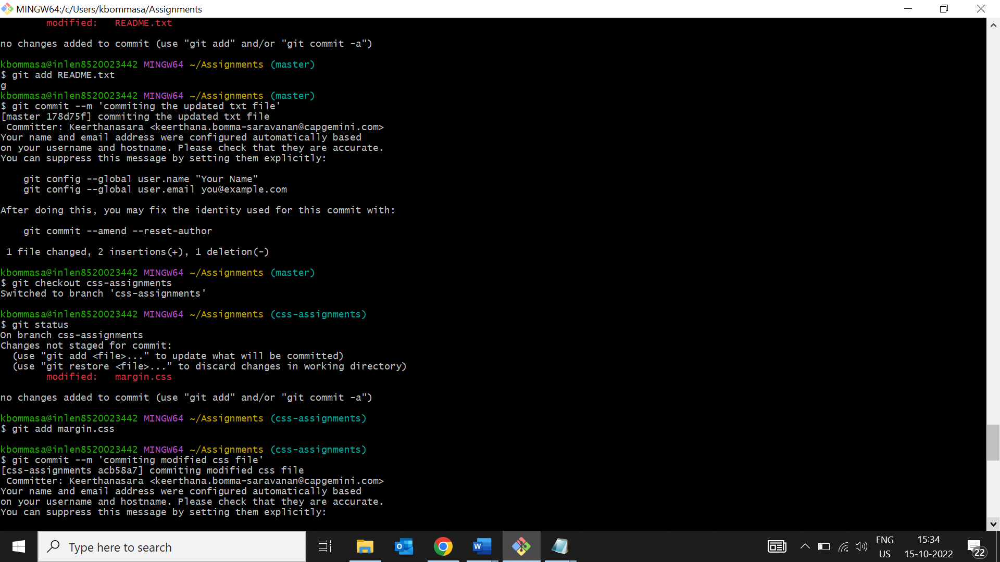 MINGW64:/c/Users/kbommasa/Assignments
        modified:   README.txt
no changes added to commit (use "git add" and/or "git commit -a")
kbommasa@inlen8520023442 MINGW64 ~/Assignments (master)
$ git add README.txt
g
kbommasa@inlen8520023442 MINGW64 ~/Assignments (master)
$ git commit --m 'commiting the updated txt file'
[master 178d75f] commiting the updated txt file
 Committer: Keerthanasara <keerthana.bomma-saravanan@capgemini.com>
Your name and email address were configured automatically based
on your username and hostname. Please check that they are accurate.
You can suppress this message by setting them explicitly:
    git config --global user.name "Your Name"
    git config --global user.email you@example.com
After doing this, you may fix the identity used for this commit with:
    git commit --amend --reset-author
 1 file changed, 2 insertions(+), 1 deletion(-)
kbommasa@inlen8520023442 MINGW64 ~/Assignments (master)
$ git checkout css-assignments
Switched to branch 'css-assignments'
kbommasa@inlen8520023442 MINGW64 ~/Assignments (css-assignments)
$ git status
On branch css-assignments
Changes not staged for commit:
  (use "git add <file>..." to update what will be committed)
  (use "git restore <file>..." to discard changes in working directory)
        modified:   margin.css
no changes added to commit (use "git add" and/or "git commit -a")
kbommasa@inlen8520023442 MINGW64 ~/Assignments (css-assignments)
$ git add margin.css
kbommasa@inlen8520023442 MINGW64 ~/Assignments (css-assignments)
$ git commit --m 'commiting modified css file'
[css-assignments acb58a7] commiting modified css file
 Committer: Keerthanasara <keerthana.bomma-saravanan@capgemini.com>
Your name and email address were configured automatically based
on your username and hostname. Please check that they are accurate.
You can suppress this message by setting them explicitly:
Type here to search
ENG
US
15:34
15-10-2022
22